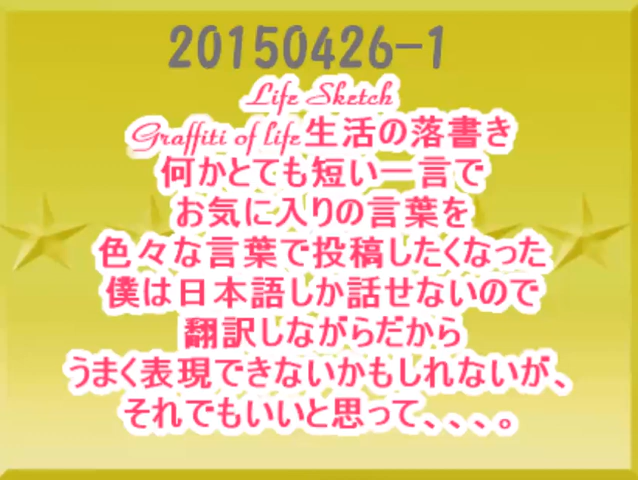 20150426-1
Life Sketch
Graffiti of life生活の落書き
何かとても短い一言で
お気に入りの言葉を
色々な言葉で投稿したくなった
僕は日本語しか話せないので
翻訳しながらだから
うまく表現できないかもしれないが、
それでもいいと思って、、、、。